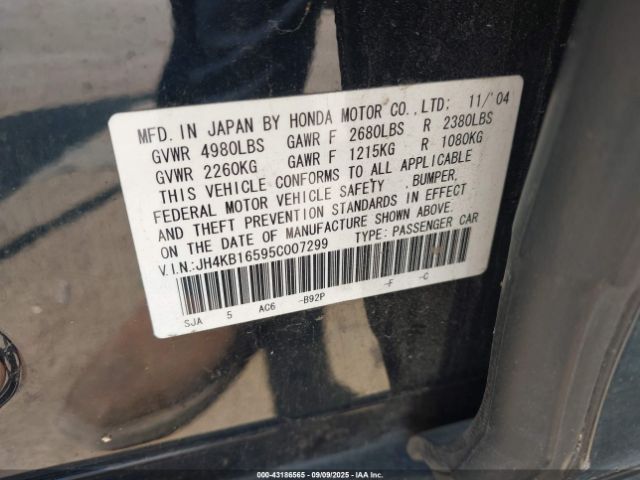 MFD. IN JAPAN BY HONDA MOTOR CO.,LTD: 11/'04
GVWR 4980LBS GAWR F 2680LBS R 2380LBS
GVWR 2260KG GAWR F 1215KG R 1080KG
THIS VEHICLE CONFORMS TO ALL APPLICABLE
FEDERAL MOTOR VEHICLE SAFETY ,BUMPER,
AND THEFT PREVENTION STANDARDS IN EFFECT
ON THE DATE OF MANUFACTURE SHOWN ABOVE.
V.I.N.:JH4KB16595C007299 TYPE: PASSENGER CAR
SJA 5 AC6 -B92P -F -C
00-43186565 - 09/09/2025 - IAA Inc.